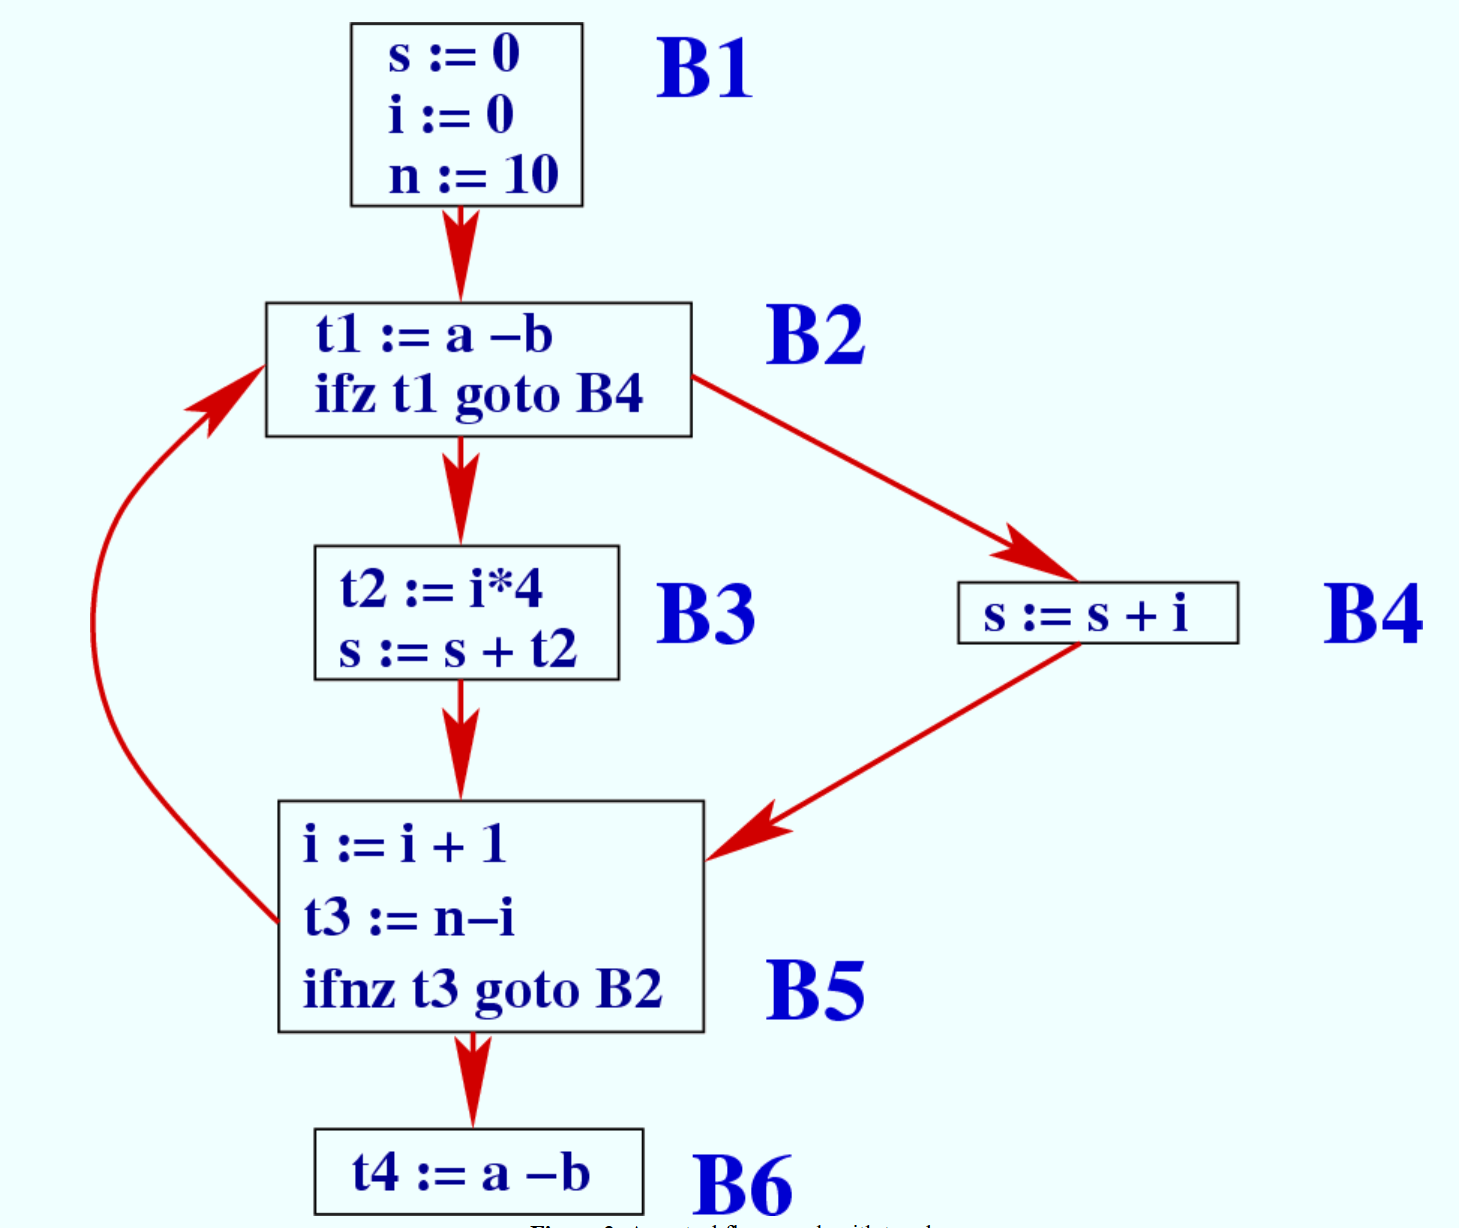 s := 0
i := 0
n := 10
B1
t1 := a –b
ifz t1 goto B4
B2
t2 := i*4
s := s + t2
B3
s := s + i
B4
i := i + 1
t3 := n–i
ifnz t3 goto B2
B5
t4 := a –b
B6